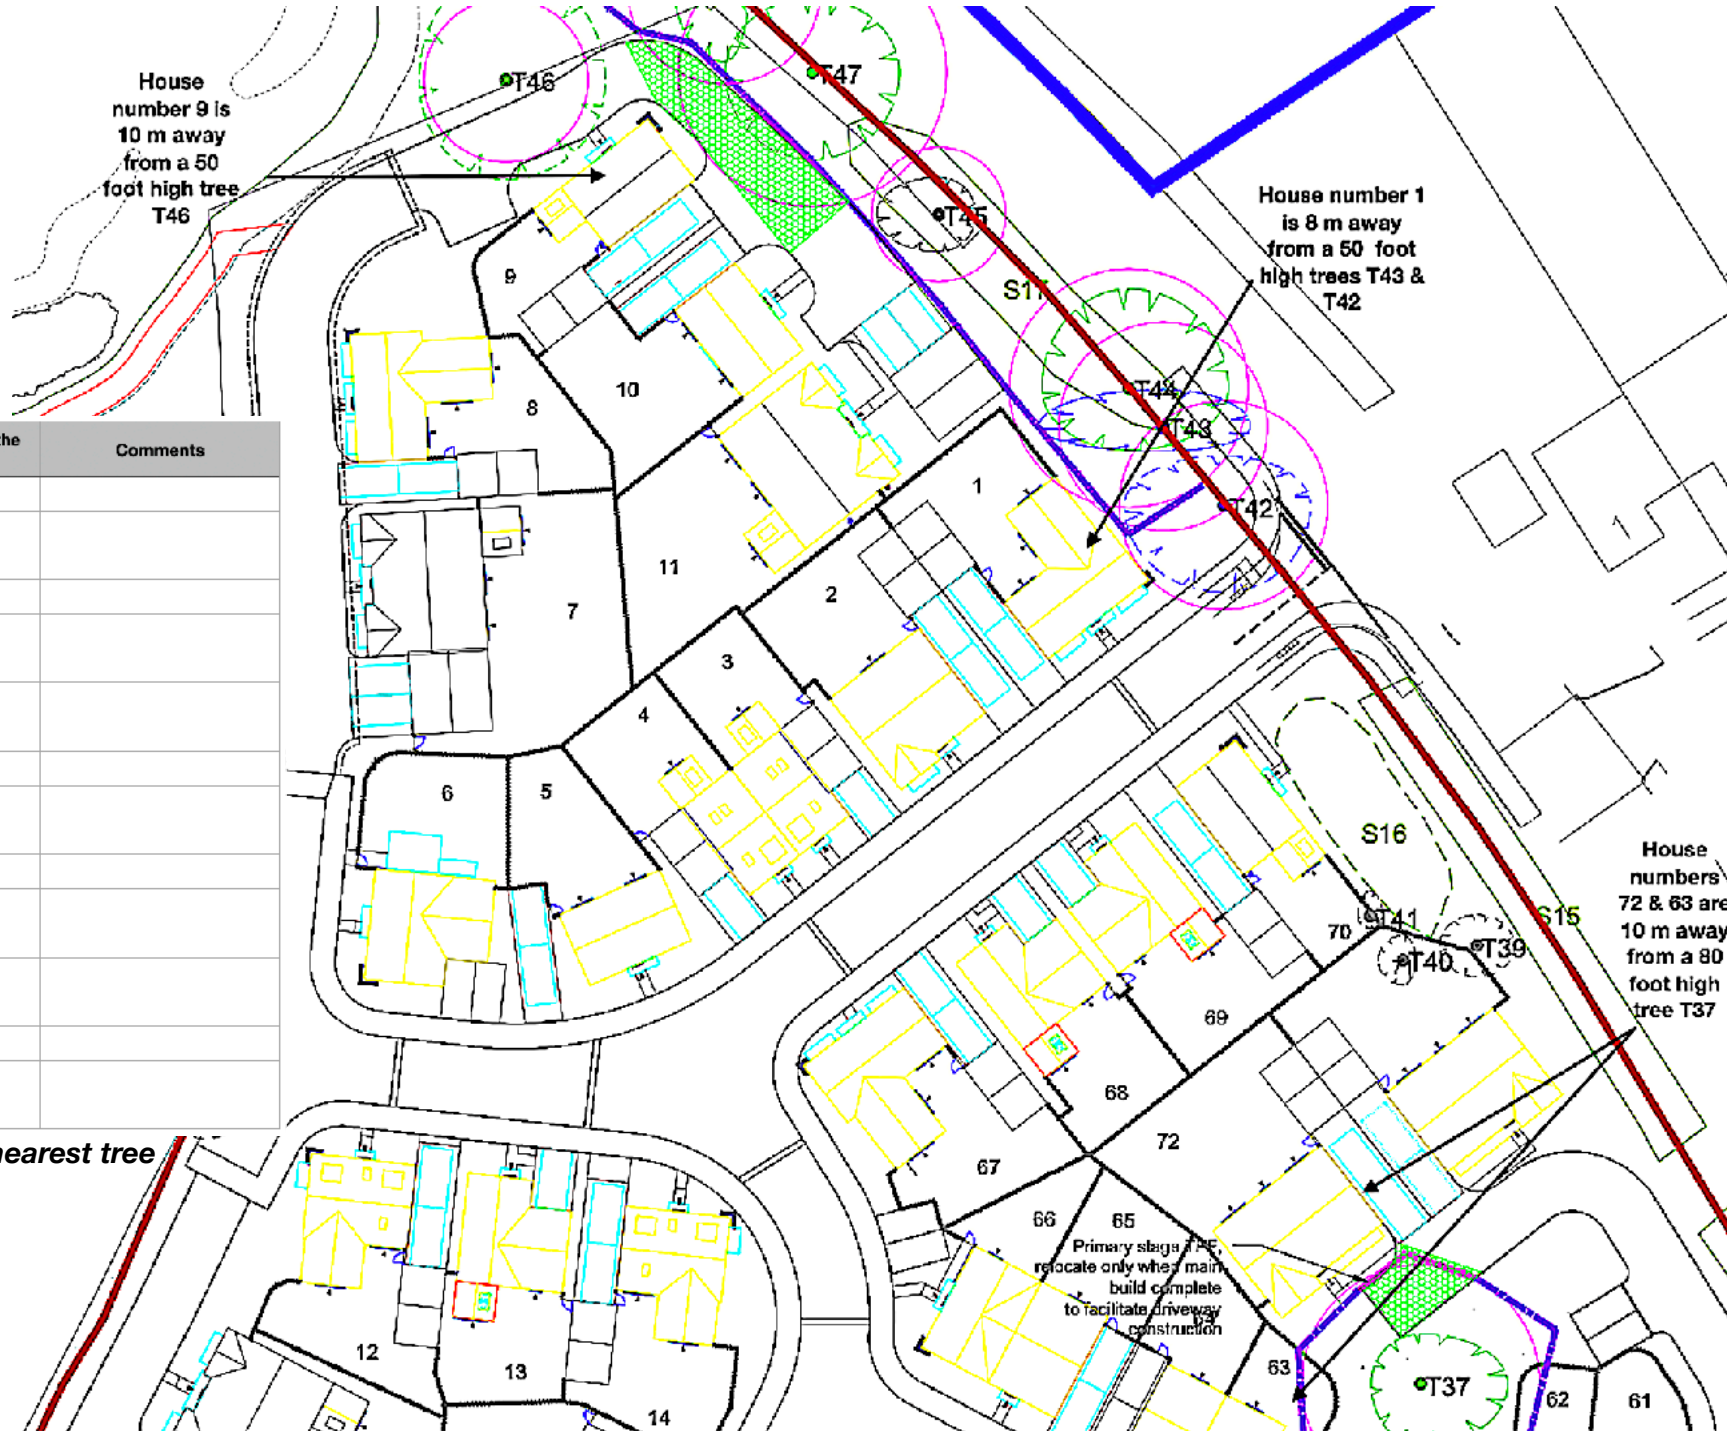 T46
T47
House
number 9 is
10 m away
from a 50
foot high tree
T46
T45
House number 1
is 8 m away
from a 50 foot
high trees T43 &
T42
9
S17
10
8
T44
T43
the
Comments
1
T42
1
11
2
7
3
4
6
5
S16
House
numbers
72 & 63 are
10 m away
from a 80
foot high
tree T37
S15
T41
70
T40
T39
69
68
72
nearest tree
67
66
65
Primary stage TPF,
relocate only when main
build complete
to facilitate driveway
construction
64
12
13
14
63
T37
62
61